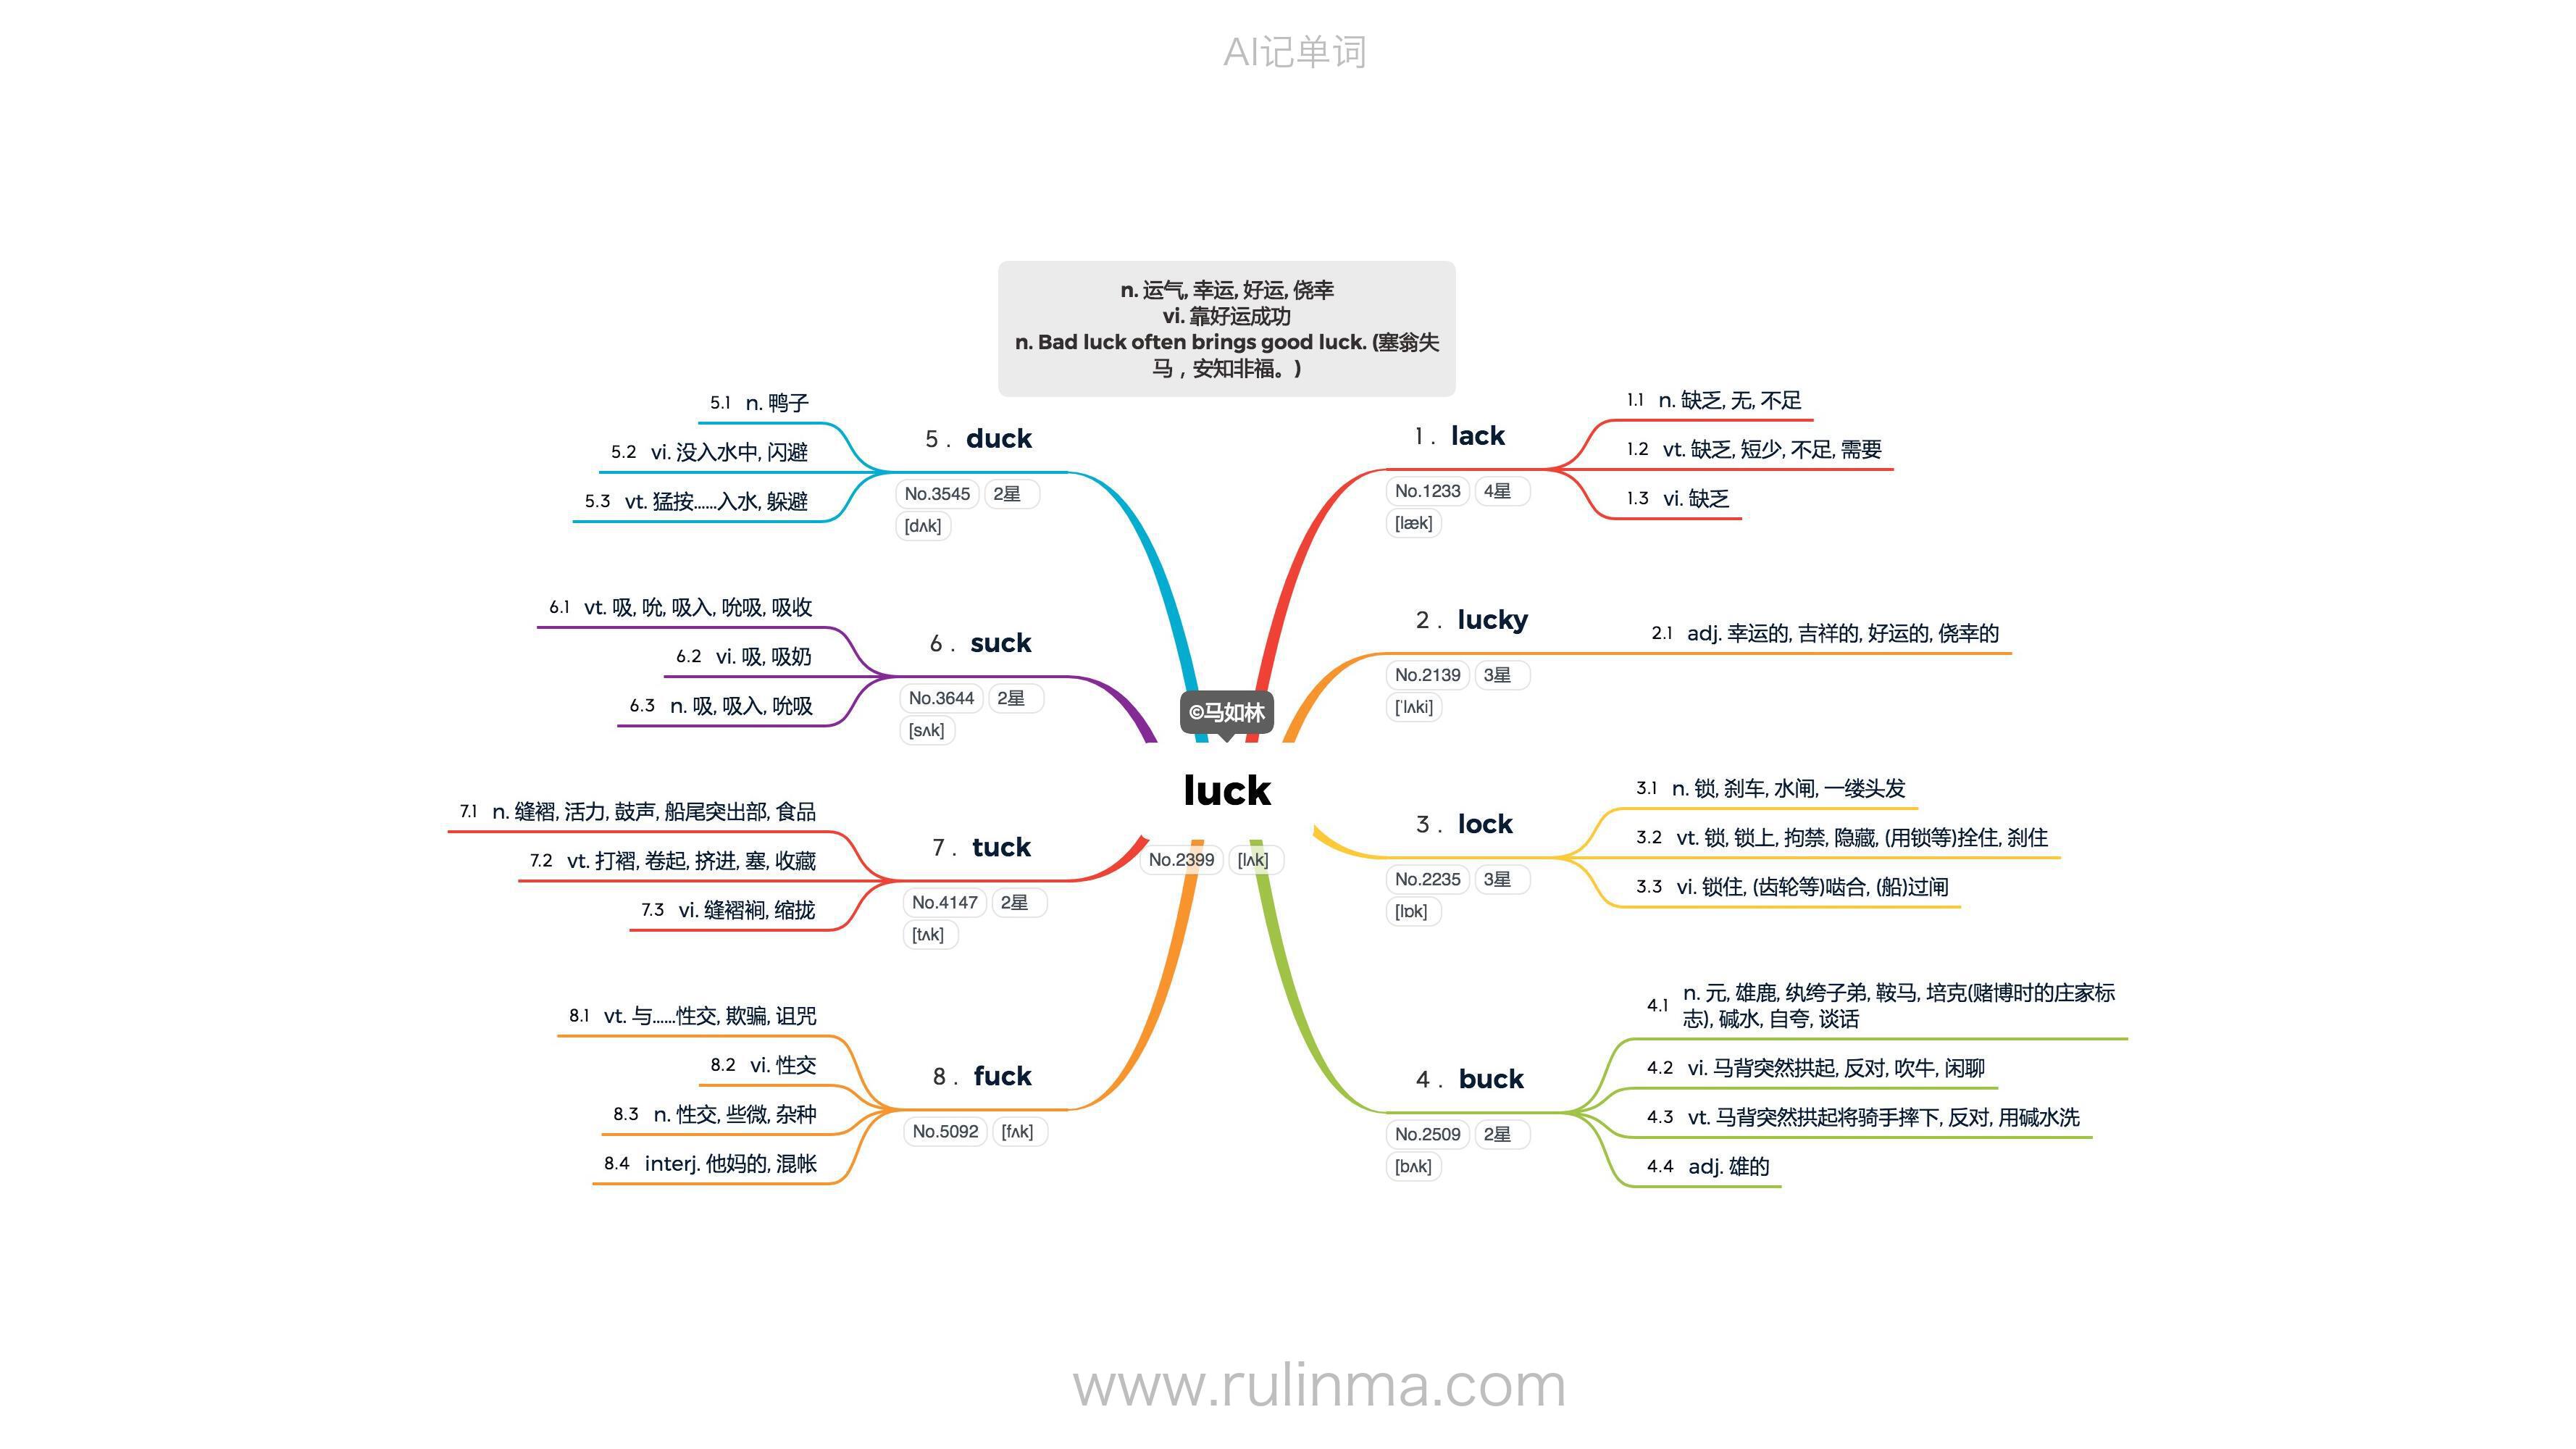 AI记单词
n. 运气, 幸运, 好运, 侥幸
vi. 靠好运成功
n. Bad luck often brings good luck. (塞翁失
马，安知非福。)
©马如林
luck
No.2399 [lʌk]
1 . lack
No.1233 4星
[læk]
1.1 n. 缺乏, 无, 不足
1.2 vt. 缺乏, 短少, 不足, 需要
1.3 vi. 缺乏
2 . lucky
No.2139 3星
[ˈlʌki]
2.1 adj. 幸运的, 吉祥的, 好运的, 侥幸的
3 . lock
No.2235 3星
[lɒk]
3.1 n. 锁, 刹车, 水闸, 一缕头发
3.2 vt. 锁, 锁上, 拘禁, 隐藏, (用锁等)拴住, 刹住
3.3 vi. 锁住, (齿轮等)啮合, (船)过闸
4 . buck
No.2509 2星
[bʌk]
4.1 n. 元, 雄鹿, 纨绔子弟, 鞍马, 培克(赌博时的庄家标
志), 碱水, 自夸, 谈话
4.2 vi. 马背突然拱起, 反对, 吹牛, 闲聊
4.3 vt. 马背突然拱起将骑手摔下, 反对, 用碱水洗
4.4 adj. 雄的
5 . duck
No.3545 2星
[dʌk]
5.1 n. 鸭子
5.2 vi. 没入水中, 闪避
5.3 vt. 猛按......入水, 躲避
6 . suck
No.3644 2星
[sʌk]
6.1 vt. 吸, 吮, 吸入, 吮吸, 吸收
6.2 vi. 吸, 吸奶
6.3 n. 吸, 吸入, 吮吸
7 . tuck
No.4147 2星
[tʌk]
7.1 n. 缝褶, 活力, 鼓声, 船尾突出部, 食品
7.2 vt. 打褶, 卷起, 挤进, 塞, 收藏
7.3 vi. 缝褶裥, 缩拢
8 . fuck
No.5092 [fʌk]
8.1 vt. 与......性交, 欺骗, 诅咒
8.2 vi. 性交
8.3 n. 性交, 些微, 杂种
8.4 interj. 他妈的, 混帐
www.rulinma.com